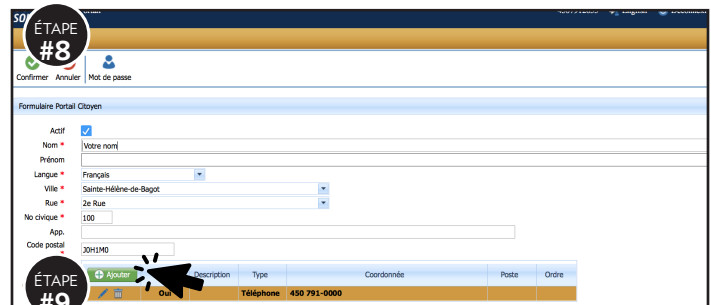 ÉTAPE
#8
Confirmer Annuler Mot de passe
Formulaire Portail Citoyen
Actif
Nom * Votre nom
Prénom
Langue * Français
Ville * Sainte-Hélène-de-Bagot
Rue * 2e Rue
No civique * 100
App.
Code postal
* J0H1M0
Ajouter Description Type Coordonnée Poste Ordre
ÉTAPE
#9
Oui Téléphone 450 791-0000